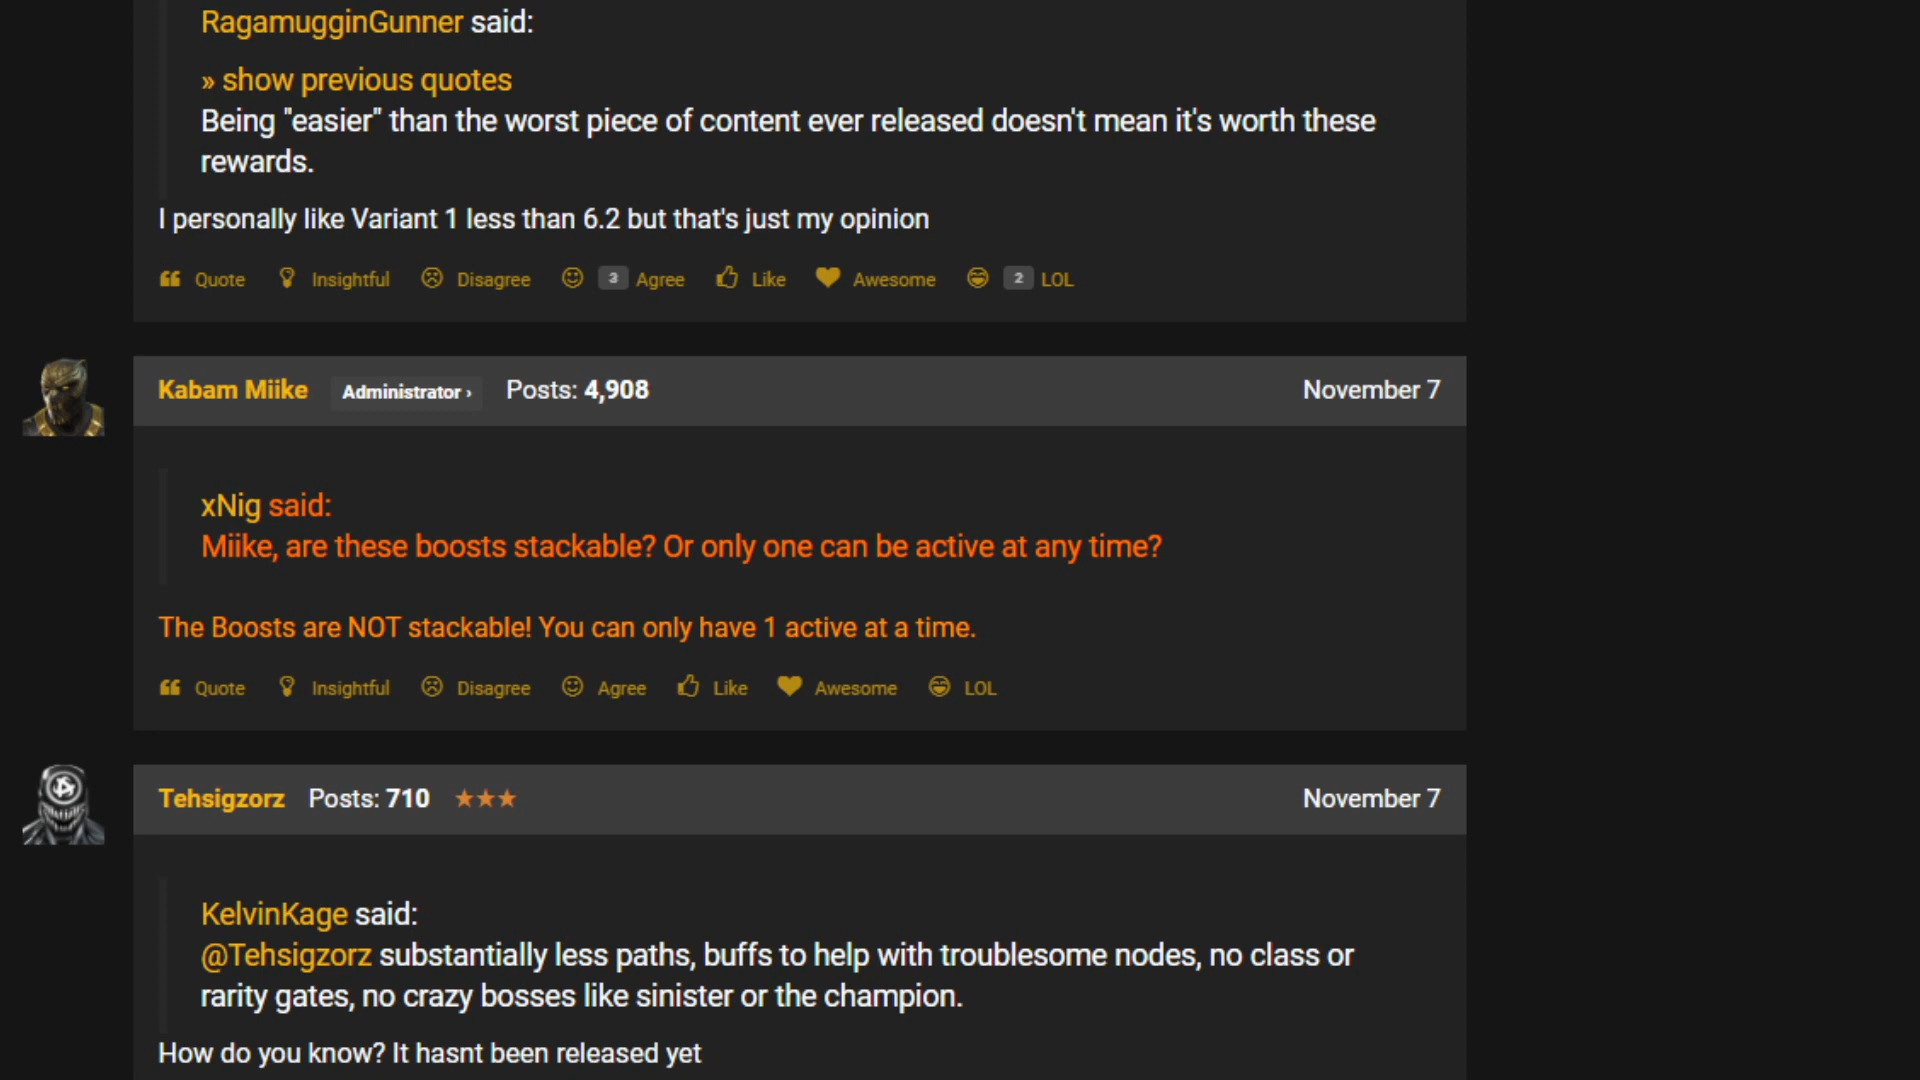 RagamugginGunner said:
» show previous quotes
Being "easier" than the worst piece of content ever released doesn't mean it's worth these
rewards.
I personally like Variant 1 less than 6.2 but that's just my opinion
Quote Insightful Disagree 3 Agree Like Awesome 2 LOL
Kabam Miike Administrator › Posts: 4,908 November 7
xNig said:
Miike, are these boosts stackable? Or only one can be active at any time?
The Boosts are NOT stackable! You can only have 1 active at a time.
Quote Insightful Disagree Agree Like Awesome LOL
Tehsigzorz Posts: 710 ★★★ November 7
KelvinKage said:
@Tehsigzorz substantially less paths, buffs to help with troublesome nodes, no class or
rarity gates, no crazy bosses like sinister or the champion.
How do you know? It hasnt been released yet